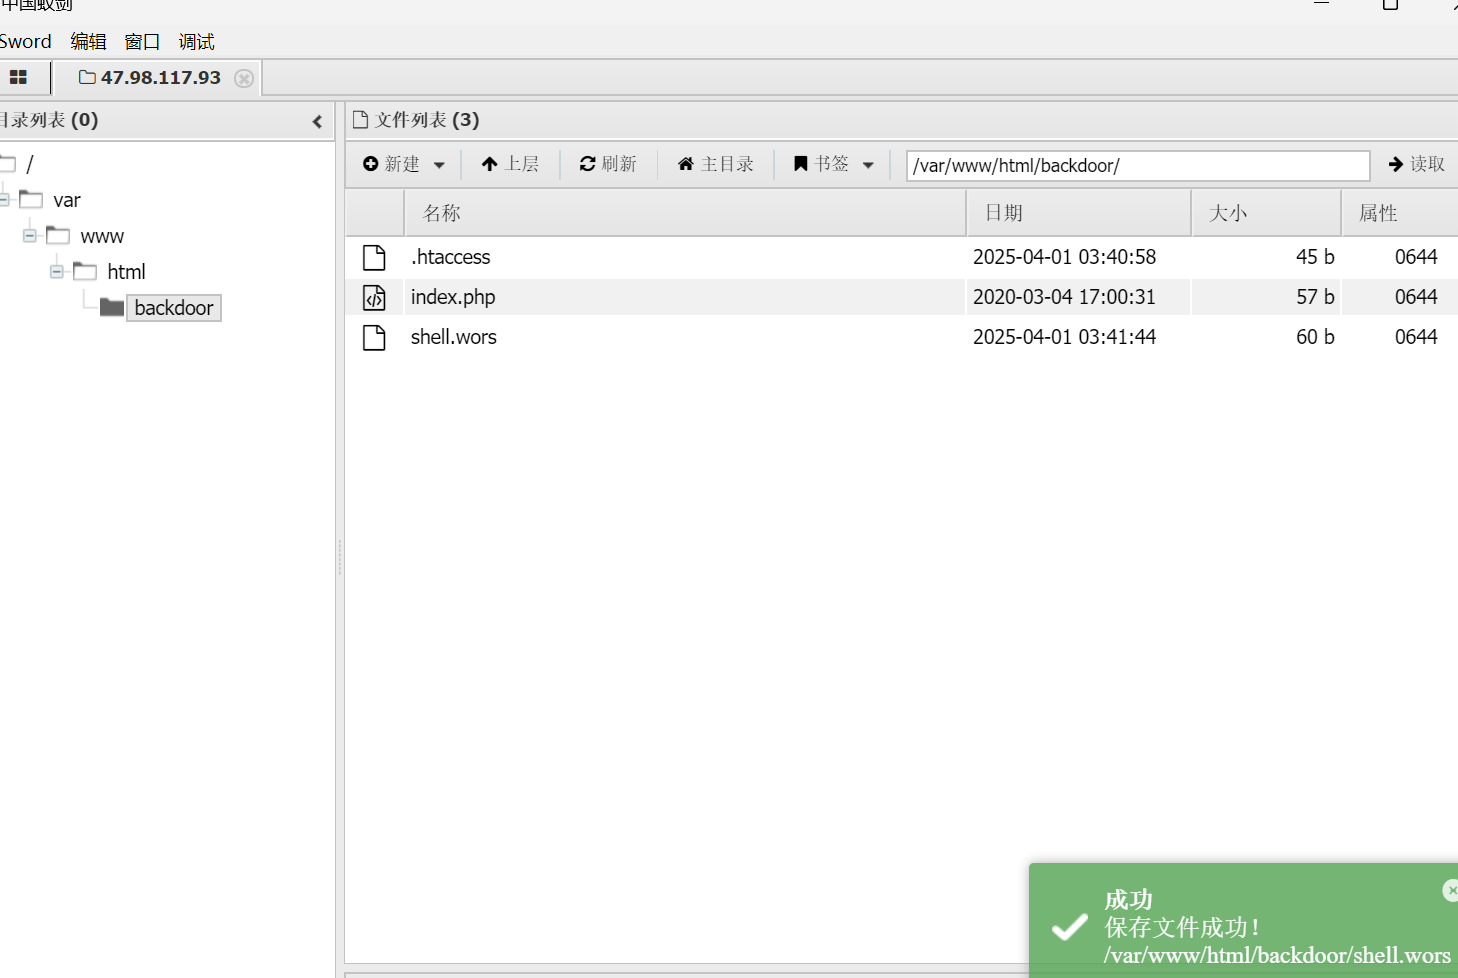 中国蚁剑
Sword 编辑 窗口 调试
47.98.117.93
目录列表 (0)
文件列表 (3)
新建 上层 刷新 主目录 书签 /var/www/html/backdoor/ 读取
/
var
www
html
backdoor
名称 日期 大小 属性
.htaccess 2025-04-01 03:40:58 45 b 0644
index.php 2020-03-04 17:00:31 57 b 0644
shell.wors 2025-04-01 03:41:44 60 b 0644
成功
保存文件成功!
/var/www/html/backdoor/shell.wors